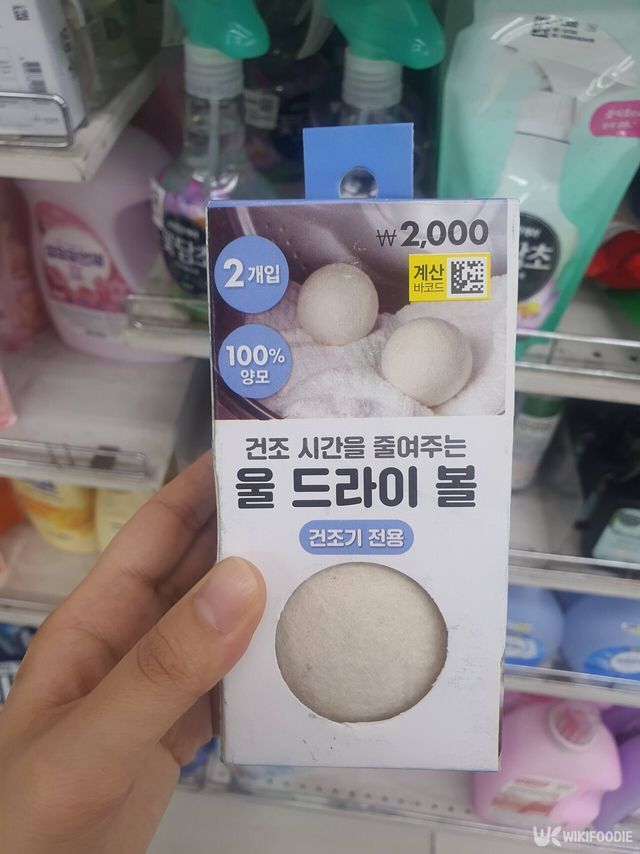 ₩2,000
계산
바코드
2개입
100%
양모
건조 시간을 줄여주는
울 드라이 볼
건조기 전용
WIKIFOODIE